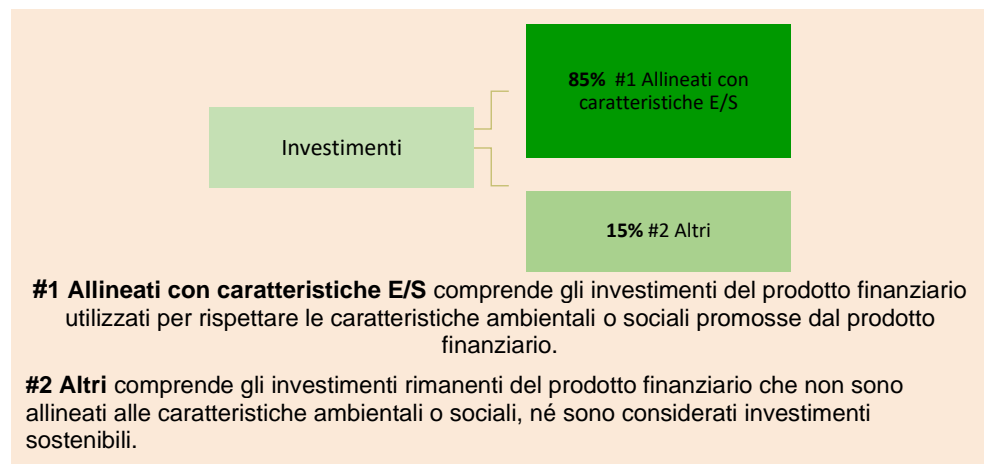 85% #1 Allineati con
caratteristiche E/S
Investimenti
15% #2 Altri
#1 Allineati con caratteristiche E/S comprende gli investimenti del prodotto finanziario
utilizzati per rispettare le caratteristiche ambientali o sociali promosse dal prodotto
finanziario.
#2 Altri comprende gli investimenti rimanenti del prodotto finanziario che non sono
allineati alle caratteristiche ambientali o sociali, né sono considerati investimenti
sostenibili.